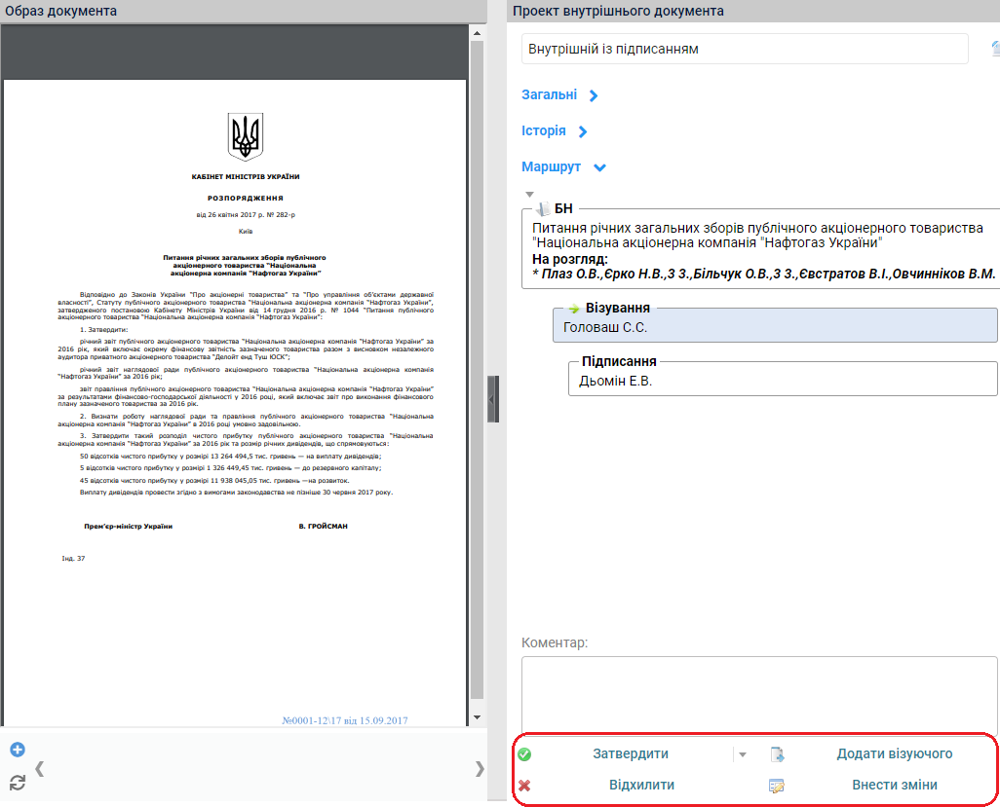 Образ документа
КАБІНЕТ МІНІСТРІВ УКРАЇНИ
РОЗПОРЯДЖЕННЯ
від 26 квітня 2017 р. № 282-р
Київ
Питання річних загальних зборів публічного
акціонерного товариства "Національна
акціонерна компанія "Нафтогаз України"
Відповідно до Законів України "Про акціонерні товариства" та "Про управління об'єктами державної
власності", Статуту публічного акціонерного товариства "Національна акціонерна компанія "Нафтогаз України",
затвердженого постановою Кабінету Міністрів України від 14 грудня 2016 р. № 1044 "Питання публічного
акціонерного товариства "Національна акціонерна компанія "Нафтогаз України":
1. Затвердити:
річний звіт публічного акціонерного товариства "Національна акціонерна компанія "Нафтогаз України" за
2016 рік, який включає окрему фінансову звітність зазначеного товариства разом з висновком незалежного
аудитора приватного акціонерного товариства "Делойт енд Туш ЮСК";
річний звіт наглядової ради публічного акціонерного товариства "Національна акціонерна компанія
"Нафтогаз України" за 2016 рік;
звіт правління публічного акціонерного товариства "Національна акціонерна компанія "Нафтогаз України"
за результатами фінансово-господарської діяльності у 2016 році, який включає звіт про виконання фінансового
плану зазначеного товариства за 2016 рік.
2. Визнати роботу наглядової ради та правління публічного акціонерного товариства "Національна
акціонерна компанія "Нафтогаз України" в 2016 році умовно задовільною.
3. Затвердити такий розподіл чистого прибутку публічного акціонерного товариства "Національна
акціонерна компанія "Нафтогаз України" за 2016 рік та розмір річних дивідендів, що спрямовуються:
50 відсотків чистого прибутку у розмірі 13 264 494,5 тис. гривень — на виплату дивідендів;
5 відсотків чистого прибутку у розмірі 1 326 449,45 тис. гривень — до резервного капіталу;
45 відсотків чистого прибутку у розмірі 11 938 045,05 тис. гривень —на розвиток.
Виплату дивідендів провести згідно з вимогами законодавства не пізніше 30 червня 2017 року.
Прем'єр-міністр України В. ГРОЙСМАН
Інд. 37
№0001-12\17 від 15.09.2017
Проект внутрішнього документа
Внутрішній із підписанням
Загальні
Історія
Маршрут
БН
Питання річних загальних зборів публічного акціонерного товариства
"Національна акціонерна компанія "Нафтогаз України"
На розгляд:
* Плаз О.В.,Єрко Н.В.,З З.,Більчук О.В.,З З.,Євстратов В.І.,Овчинніков В.М.
Візування
Головаш С.С.
Підписання
Дьомін Е.В.
Коментар:
Затвердити Додати візуючого
Відхилити Внести зміни